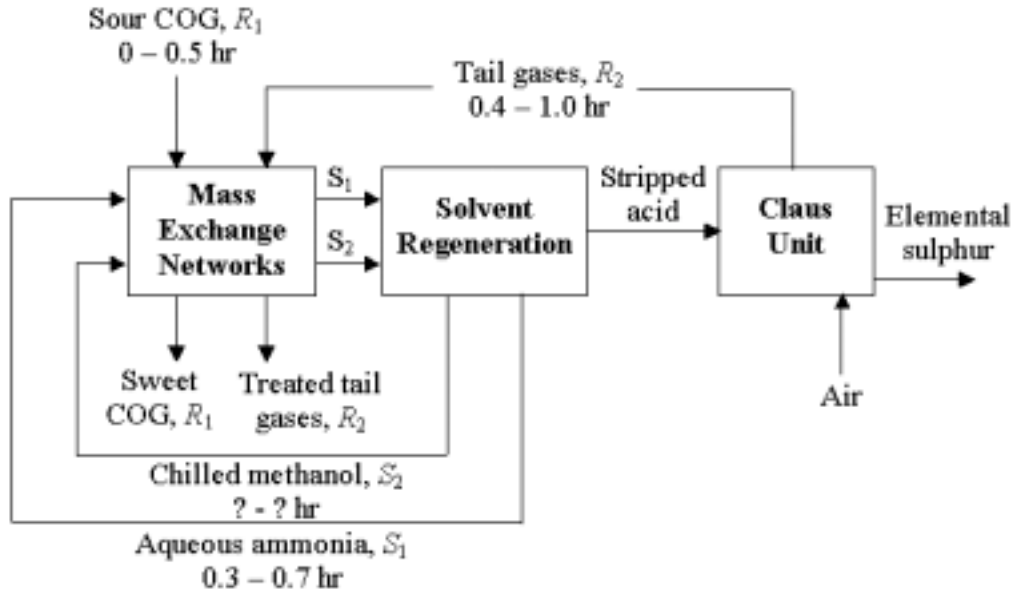 Sour COG, R1
0 – 0.5 hr
Tail gases, R2
0.4 – 1.0 hr
Mass
Exchange
Networks
S1
S2
Solvent
Regeneration
Stripped
acid
Claus
Unit
Elemental
sulphur
Sweet
COG, R1
Treated tail
gases, R2
Air
Chilled methanol, S2
? - ? hr
Aqueous ammonia, S1
0.3 – 0.7 hr